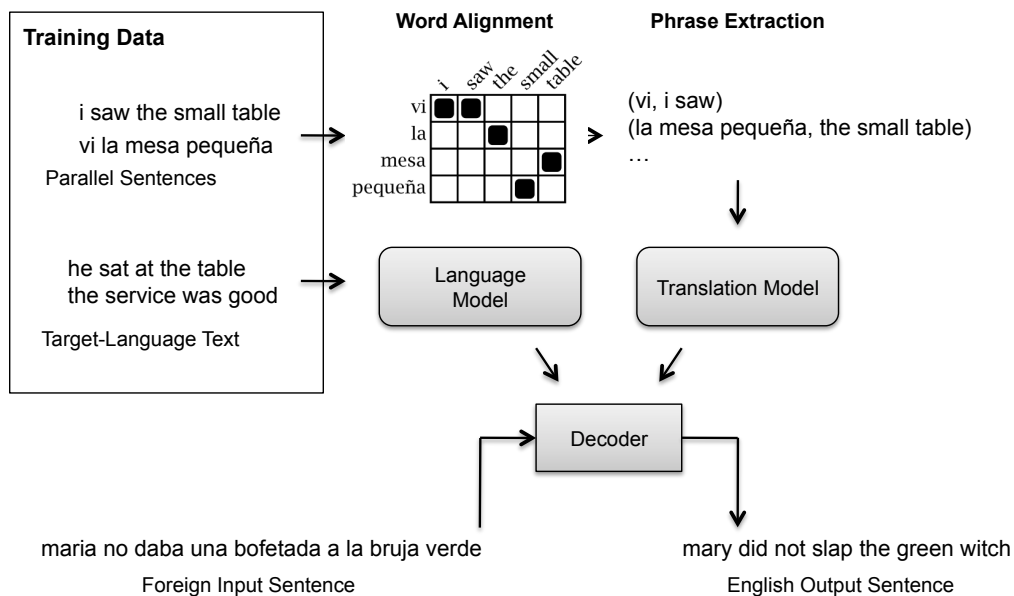 Training Data
i saw the small table
vi la mesa pequeña
Parallel Sentences
he sat at the table
the service was good
Target-Language Text
Word Alignment
i saw the small table
vi
la
mesa
pequeña
Phrase Extraction
(vi, i saw)
(la mesa pequeña, the small table)
…
Language
Model
Translation Model
Decoder
maria no daba una bofetada a la bruja verde
Foreign Input Sentence
mary did not slap the green witch
English Output Sentence